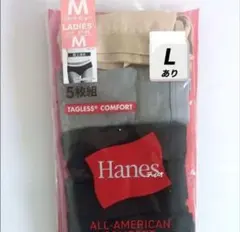 M
LADIES
M
L
あり
5枚組
TAGLESS® COMFORT
Hanes
ALL-AMERICAN